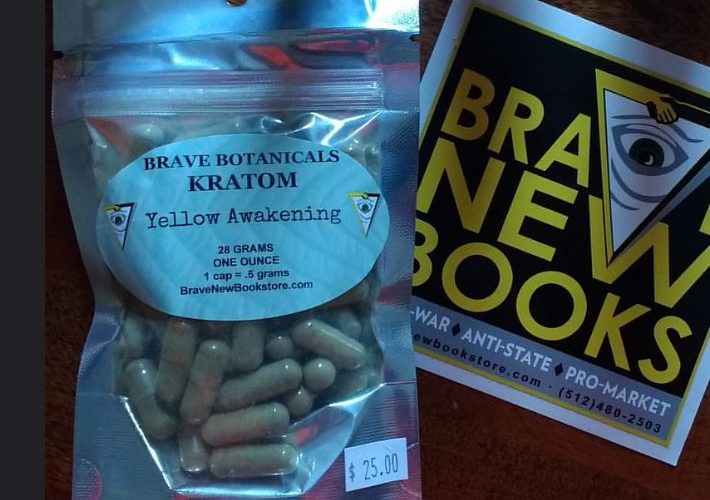 BRAVE BOTANICALS
KRATOM
Yellow Awakening
28 GRAMS
ONE OUNCE
1 cap = .5 grams
BraveNewBookstore.com
$ 25.00
BRA
NEW
BOOKS
-WAR ♦ ANTI-STATE ♦ PRO-MARKET
ewbookstore.com · (512)480-2503